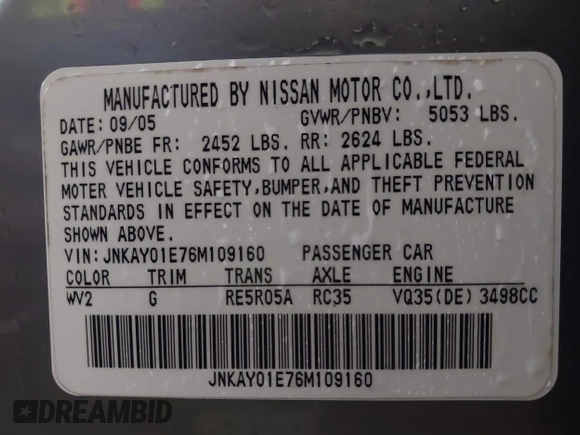 MANUFACTURED BY NISSAN MOTOR CO.,LTD.
DATE: 09/05 GVWR/PNBV: 5053 LBS.
GAWR/PNBE FR: 2452 LBS. RR: 2624 LBS.
THIS VEHICLE CONFORMS TO ALL APPLICABLE FEDERAL
MOTER VEHICLE SAFETY,BUMPER,AND THEFT PREVENTION
STANDARDS IN EFFECT ON THE DATE OF MANUFACTURE
SHOWN ABOVE.
VIN: JNKAY01E76M109160 PASSENGER CAR
COLOR TRIM TRANS AXLE ENGINE
WV2 G RE5R05A RC35 VQ35(DE) 3498CC
JNKAY01E76M109160
DREAMBID